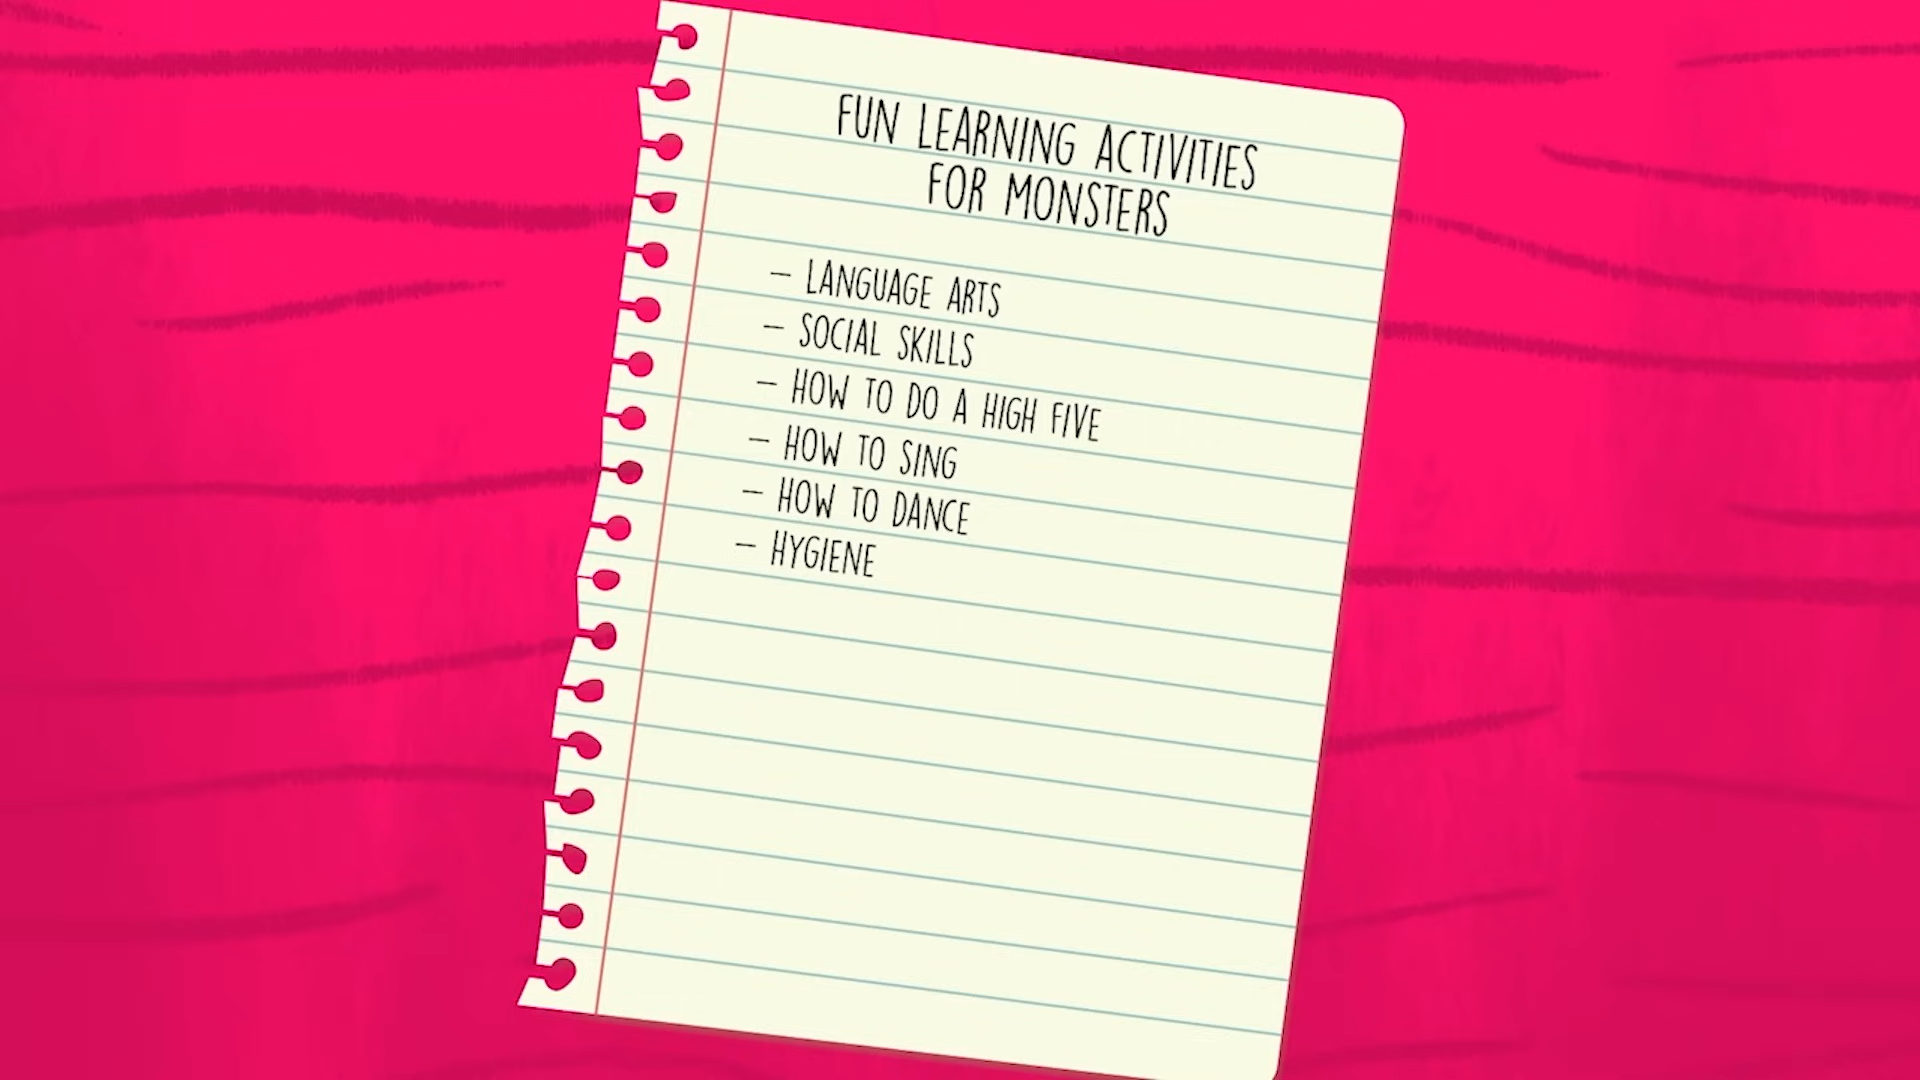 FUN LEARNING ACTIVITIES
FOR MONSTERS
- LANGUAGE ARTS
- SOCIAL SKILLS
- HOW TO DO A HIGH FIVE
- HOW TO SING
- HOW TO DANCE
- HYGIENE